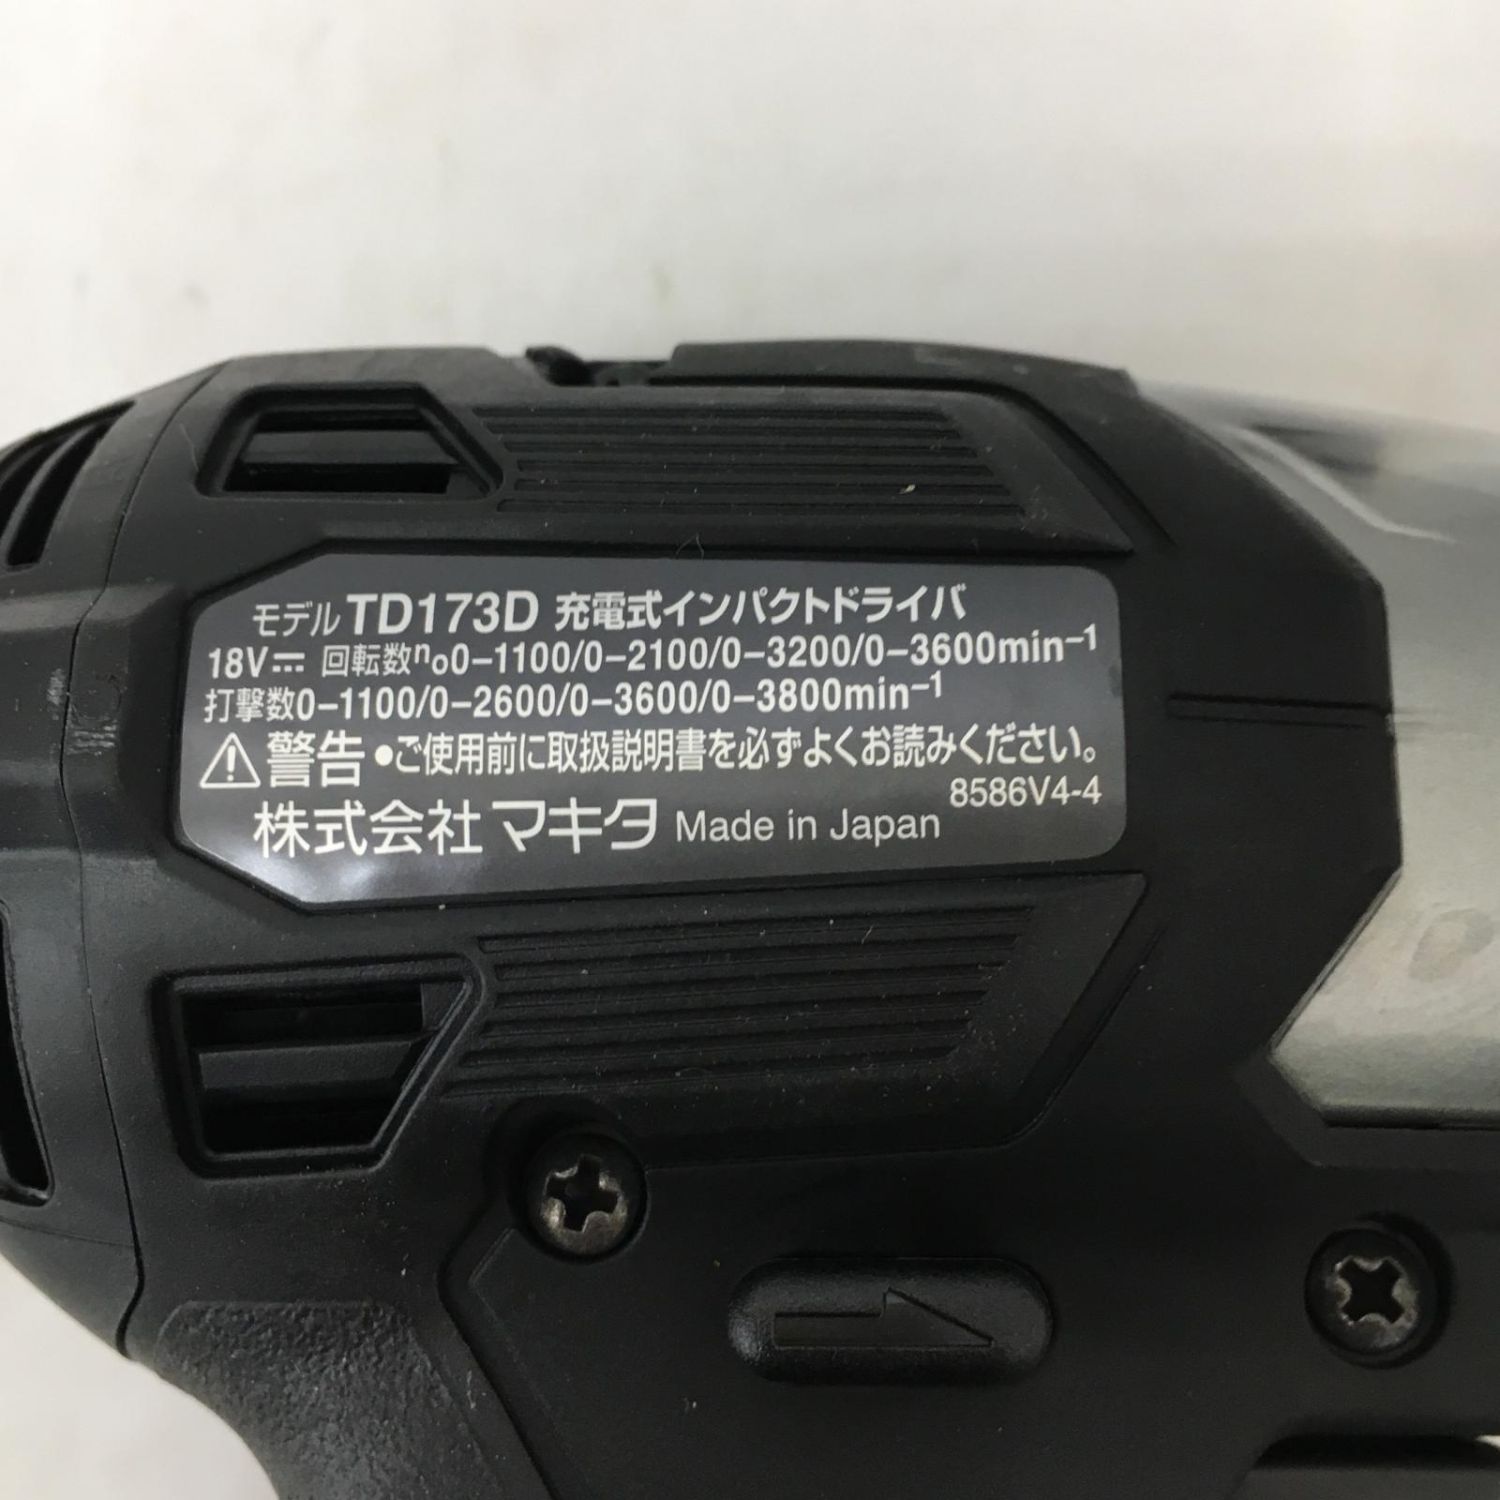 モデル TD173D 充電式インパクトドライバ
18V⎓ 回転数n₀0−1100/0−2100/0−3200/0−3600min⁻¹
打撃数0−1100/0−2600/0−3600/0−3800min⁻¹
⚠警告 ●ご使用前に取扱説明書を必ずよくお読みください。
8586V4-4
株式会社マキタ Made in Japan